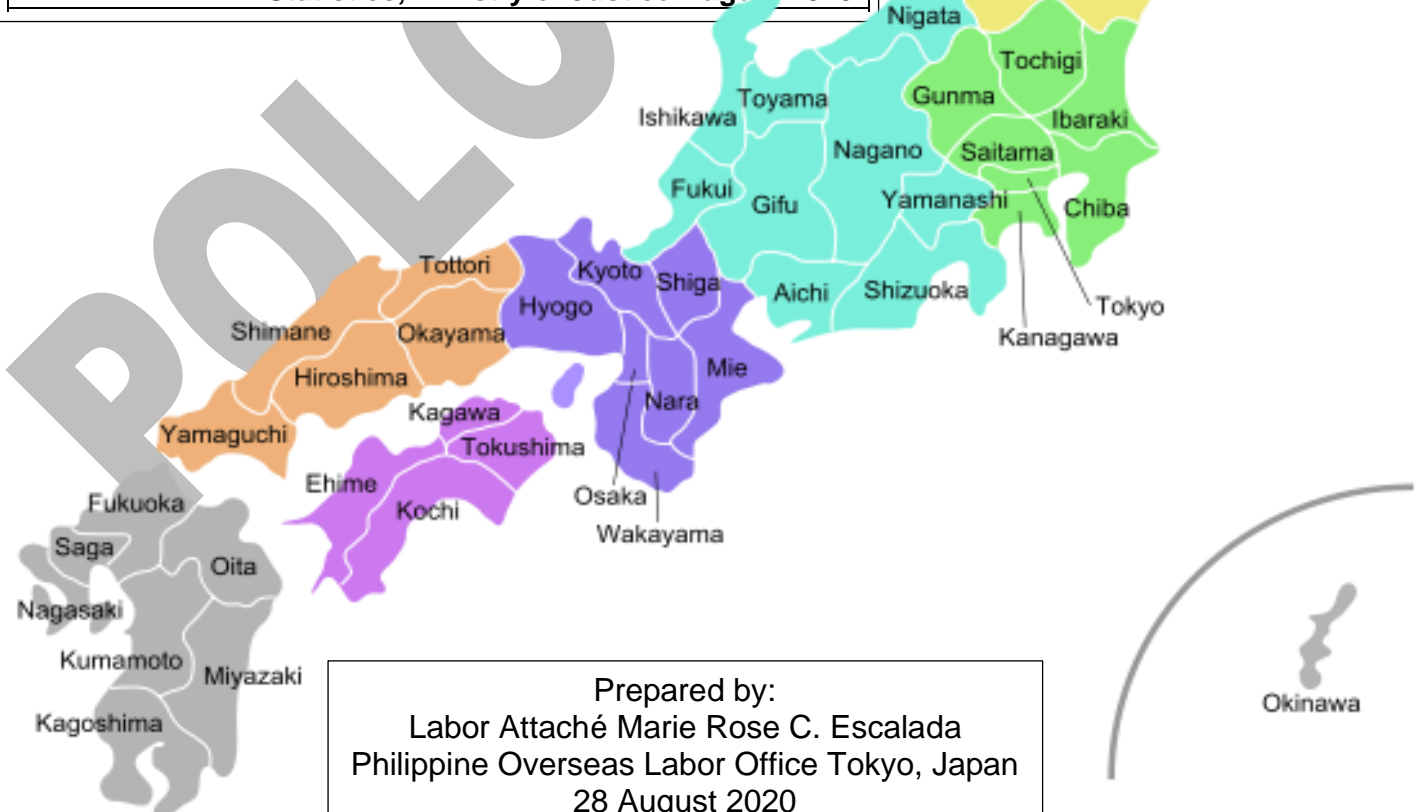 Nigata
Tochigi
Gunma
Toyama
Ishikawa
Ibaraki
Nagano
Saitama
Fukui
Gifu
Yamanashi
Chiba
Tottori
Kyoto
Shiga
Hyogo
Aichi
Shizuoka
Tokyo
Shimane
Okayama
Kanagawa
Hiroshima
Mie
Nara
Kagawa
Yamaguchi
Tokushima
Ehime
Osaka
Fukuoka
Kochi
Wakayama
Saga
Oita
Nagasaki
Kumamoto
Miyazaki
Okinawa
Kagoshima
POLO
Prepared by:
Labor Attaché Marie Rose C. Escalada
Philippine Overseas Labor Office Tokyo, Japan
28 August 2020